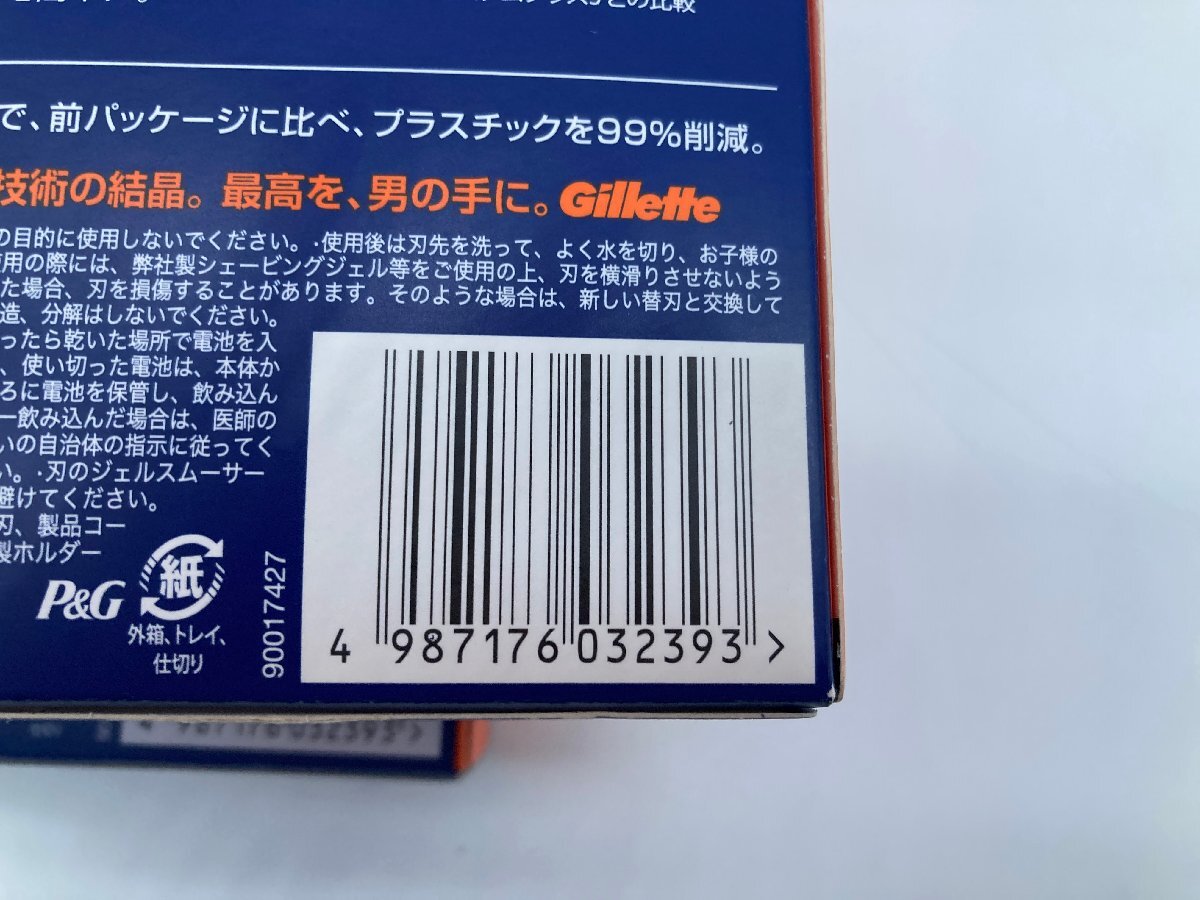 との比較
で、前パッケージに比べ、プラスチックを99%削減。
技術の結晶。最高を、男の手に。Gillette
の目的に使用しないでください。・使用後は刃先を洗って、よく水を切り、お子様の
使用の際には、弊社製シェービングジェル等をご使用の上、刃を横滑りさせないよう
た場合、刃を損傷することがあります。そのような場合は、新しい替刃と交換して
造、分解はしないでください。
ったら乾いた場所で電池を入
、使い切った電池は、本体か
ろに電池を保管し、飲み込ん
一飲み込んだ場合は、医師の
いの自治体の指示に従ってく
い。・刃のジェルスムーサー
避けてください。
刃、製品コー
製ホルダー
P&G
紙
外箱、トレイ、
仕切り
90017427
4 987176 032393 >
4 987176 032393 >